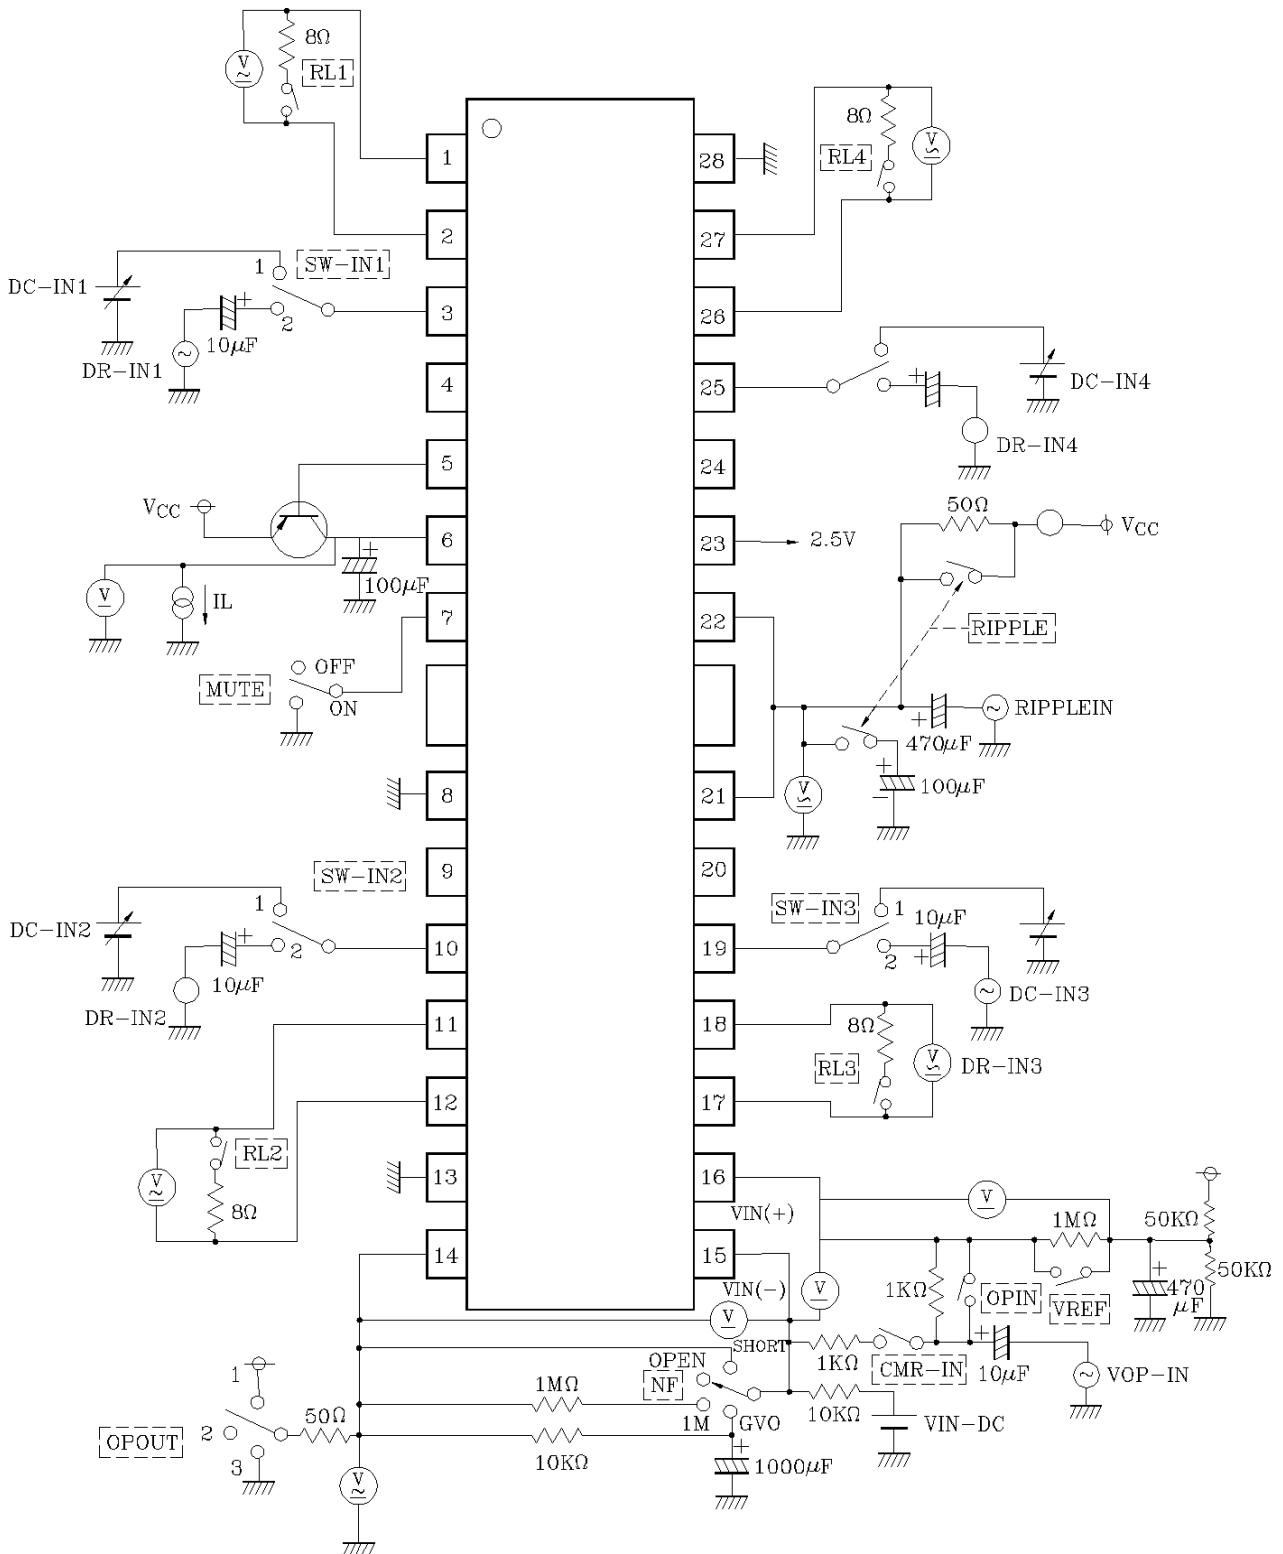 8Ω
V
RL1
8Ω
V
RL4
1
28
2
27
SW-IN1
1
DC-IN1
2
10μF
+
DR-IN1
3
26
4
25
+
DC-IN4
DR-IN4
5
24
VCC
50Ω
VCC
6
23
2.5V
+
100μF
V
IL
7
22
RIPPLE
OFF
MUTE
ON
+
470μF
RIPPLEIN
+
100μF
−
V
8
21
9
20
SW-IN2
SW-IN3
1
10μF
1
DC-IN2
2
+
10μF
10
19
+
2
DC-IN3
DR-IN2
11
18
8Ω
V
RL3
DR-IN3
12
17
RL2
V
8Ω
13
16
VIN(+)
V
1MΩ
50KΩ
14
15
VIN(−)
V
1KΩ
OPIN
VREF
+
470
μF
50KΩ
V
SHORT
OPEN
NF
1KΩ
CMR-IN
+
10μF
VOP-IN
1
1MΩ
1M
GVO
10KΩ
VIN-DC
OPOUT
2
50Ω
3
10KΩ
+
1000μF
V